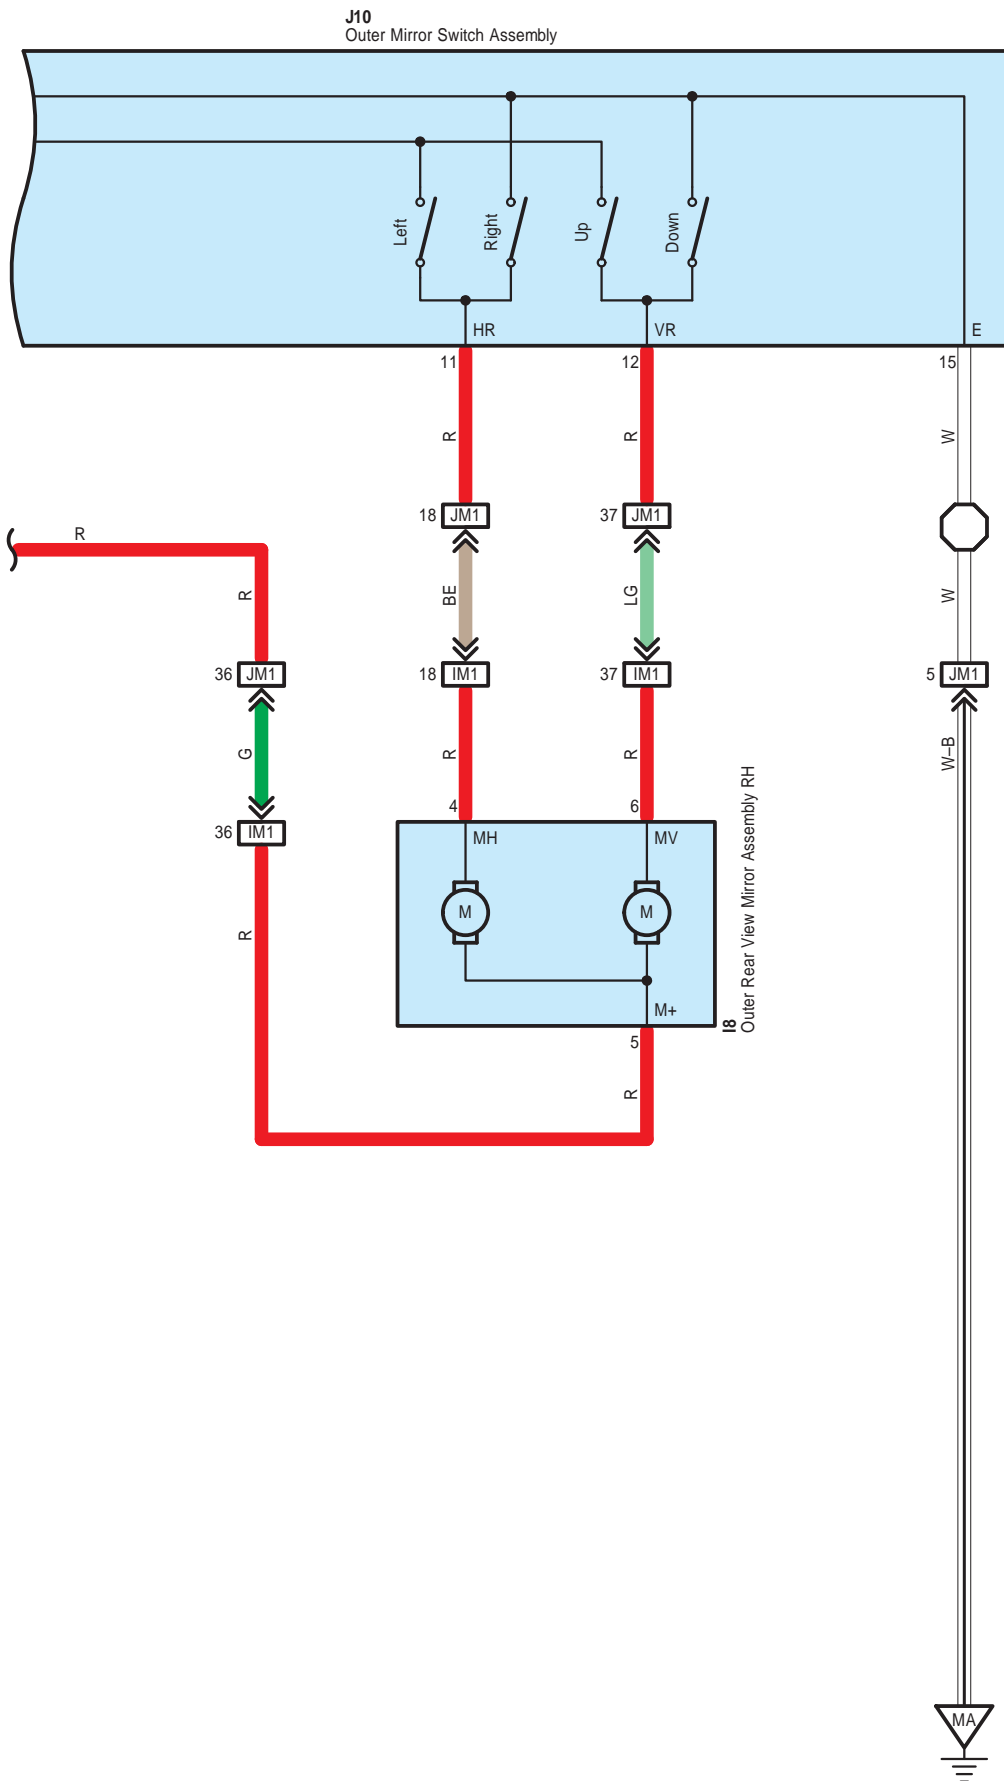 J10
Outer Mirror Switch Assembly
Left
Right
Up
Down
HR
VR
E
11
12
15
R
R
W
18 JM1
37 JM1
R
R
BE
LG
W
36 JM1
18 IM1
37 IM1
5 JM1
G
R
R
W–B
4
6
36 IM1
MH
MV
M
M
R
M+
5
I8
Outer Rear View Mirror Assembly RH
R
MA